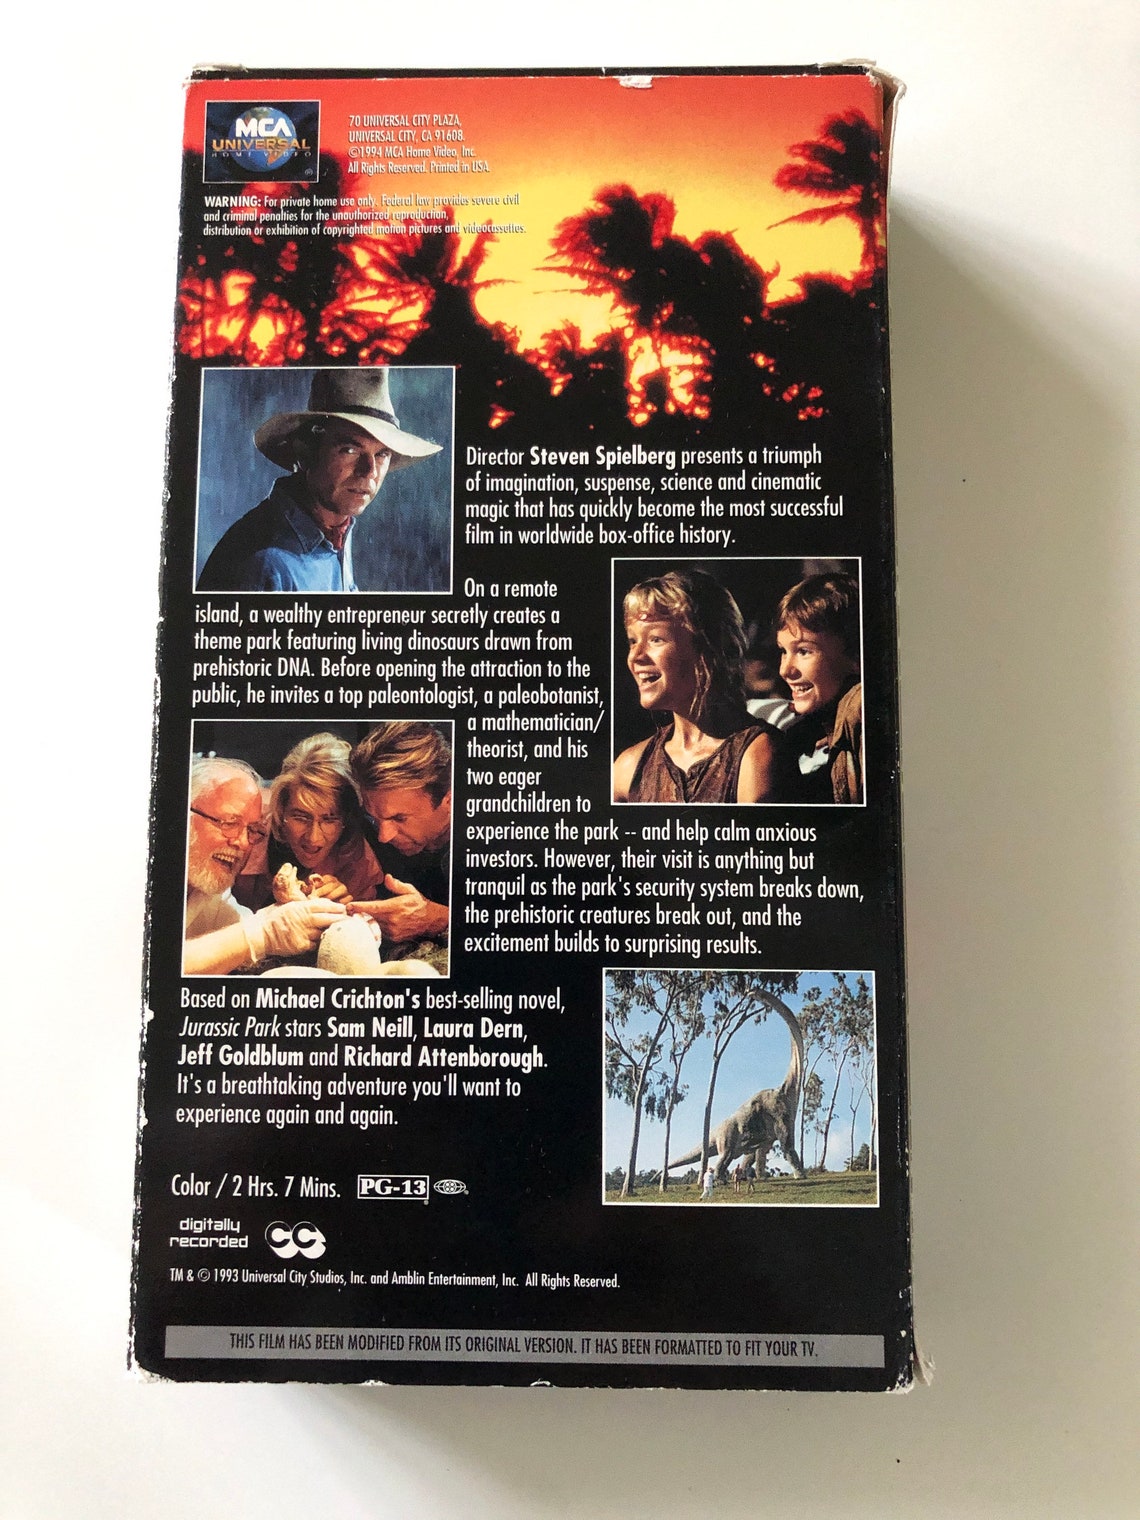 MCA
UNIVERSAL
HOME VIDEO
®
70 UNIVERSAL CITY PLAZA,
UNIVERSAL CITY, CA 91608.
©1994 MCA Home Video, Inc.
All Rights Reserved. Printed in USA.
WARNING: For private home use only. Federal law provides severe civil
and criminal penalties for the unauthorized reproduction,
distribution or exhibition of copyrighted motion pictures and videocassettes.
Director Steven Spielberg presents a triumph
of imagination, suspense, science and cinematic
magic that has quickly become the most successful
film in worldwide box-office history.
On a remote
island, a wealthy entrepreneur secretly creates a
theme park featuring living dinosaurs drawn from
prehistoric DNA. Before opening the attraction to the
public, he invites a top paleontologist, a paleobotanist,
a mathematician/
theorist, and his
two eager
grandchildren to
experience the park -- and help calm anxious
investors. However, their visit is anything but
tranquil as the park's security system breaks down,
the prehistoric creatures break out, and the
excitement builds to surprising results.
Based on Michael Crichton's best-selling novel,
Jurassic Park stars Sam Neill, Laura Dern,
Jeff Goldblum and Richard Attenborough.
It's a breathtaking adventure you'll want to
experience again and again.
Color / 2 Hrs. 7 Mins. PG-13 ®
digitally
recorded
CC
TM & © 1993 Universal City Studios, Inc. and Amblin Entertainment, Inc. All Rights Reserved.
THIS FILM HAS BEEN MODIFIED FROM ITS ORIGINAL VERSION. IT HAS BEEN FORMATTED TO FIT YOUR TV.